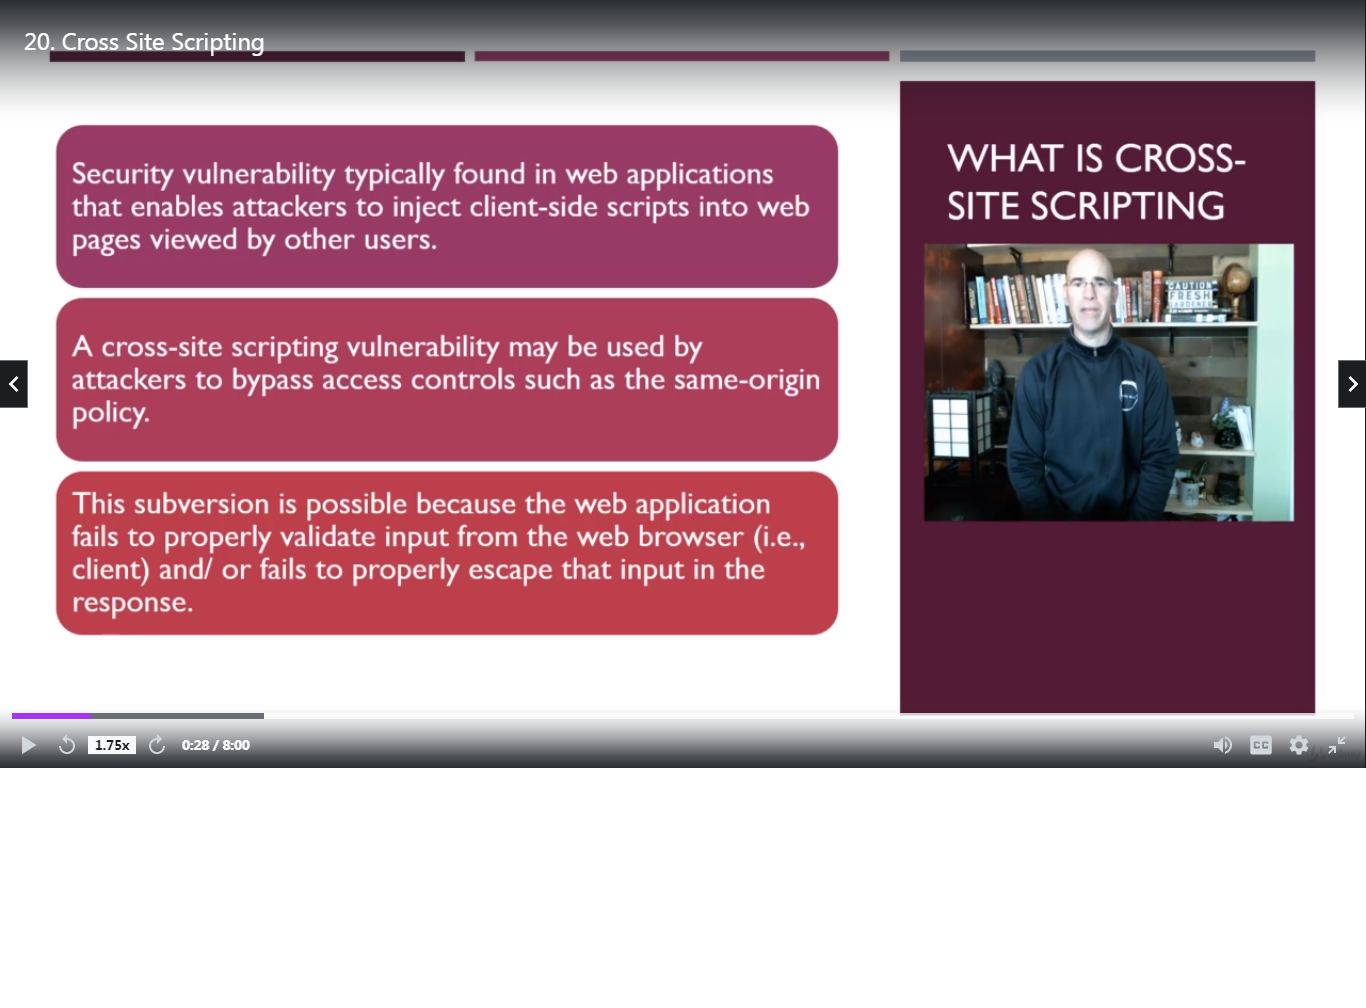 20. Cross Site Scripting
Security vulnerability typically found in web applications
that enables attackers to inject client-side scripts into web
pages viewed by other users.
A cross-site scripting vulnerability may be used by
attackers to bypass access controls such as the same-origin
policy.
This subversion is possible because the web application
fails to properly validate input from the web browser (i.e.,
client) and/ or fails to properly escape that input in the
response.
WHAT IS CROSS-
SITE SCRIPTING
CAUTION
FRESH
1.75x
0:28 / 8:00
CC